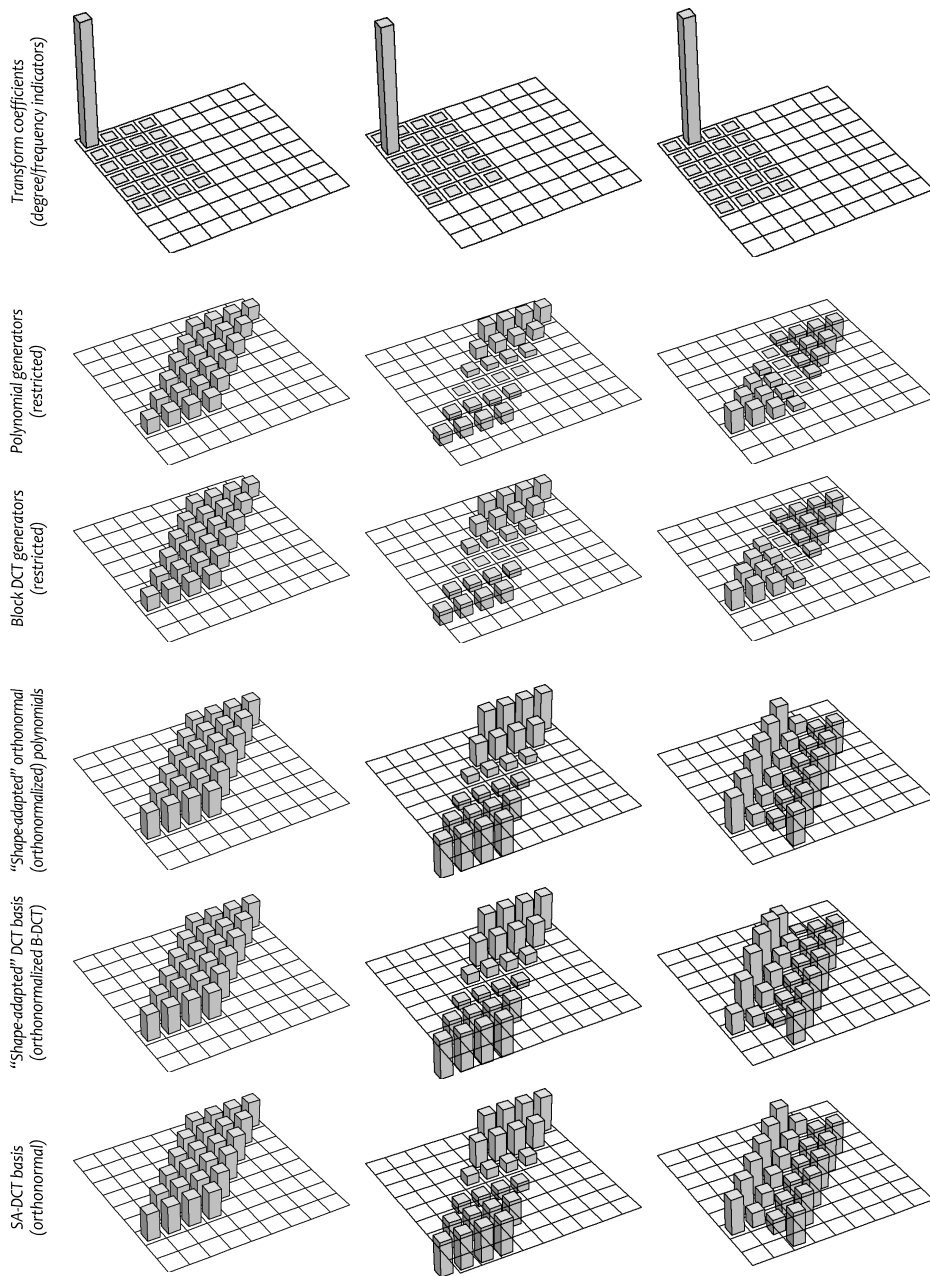 Transform coefficients
(degree/frequency indicators)
Polynomial generators
(restricted)
Block DCT generators
(restricted)
“Shape-adapted” orthonormal
(orthonormalized) polynomials
“Shape-adapted” DCT basis
(orthonormalized B-DCT)
SA-DCT basis
(orthonormal)